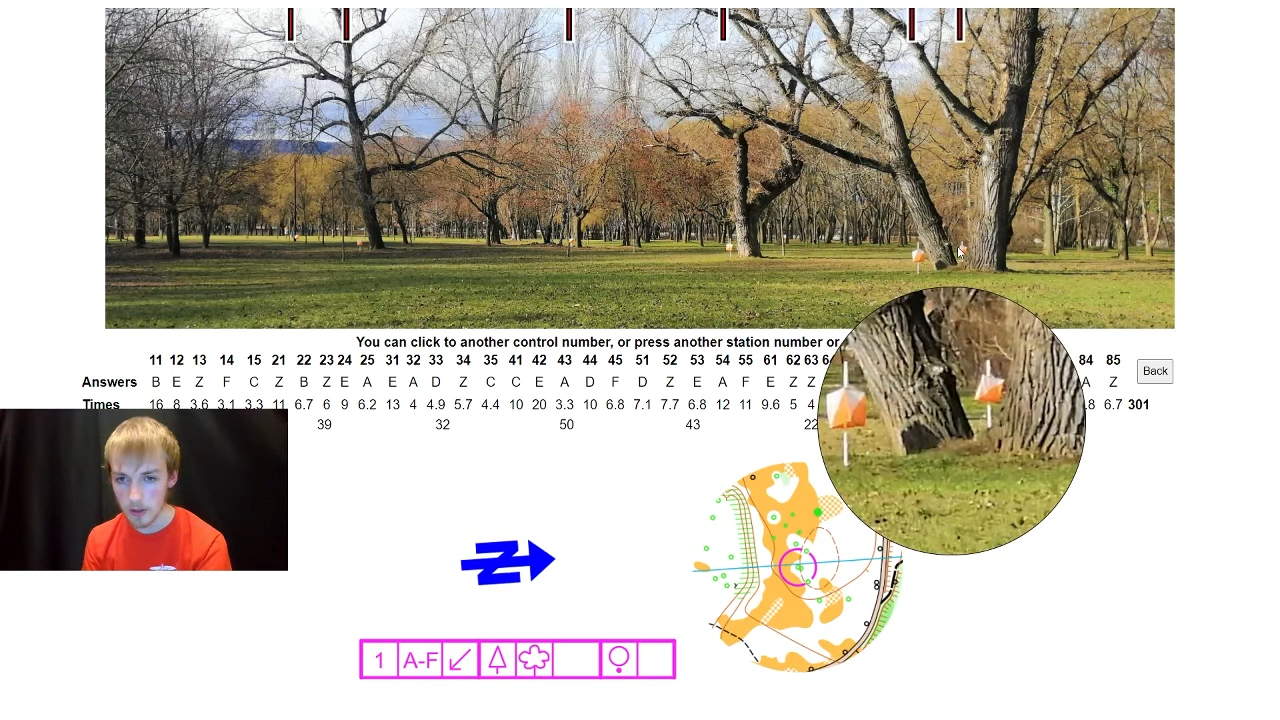 You can click to another control number, or press another station number or
11 12 13 14 15 21 22 23 24 25 31 32 33 34 35 41 42 43 44 45 51 52 53 54 55 61 62 63 84 85
Answers B E Z F C Z B Z E A E A D Z C C E A D F D Z E A F E Z Z A Z
Back
Times 16 8 3.6 3.1 3.3 11 6.7 6 9 6.2 13 4 4.9 5.7 4.4 10 20 3.3 10 6.8 7.1 7.7 6.8 12 11 9.6 5 4 .8 6.7 301
39 32 50 43 22
Z
1 A-F